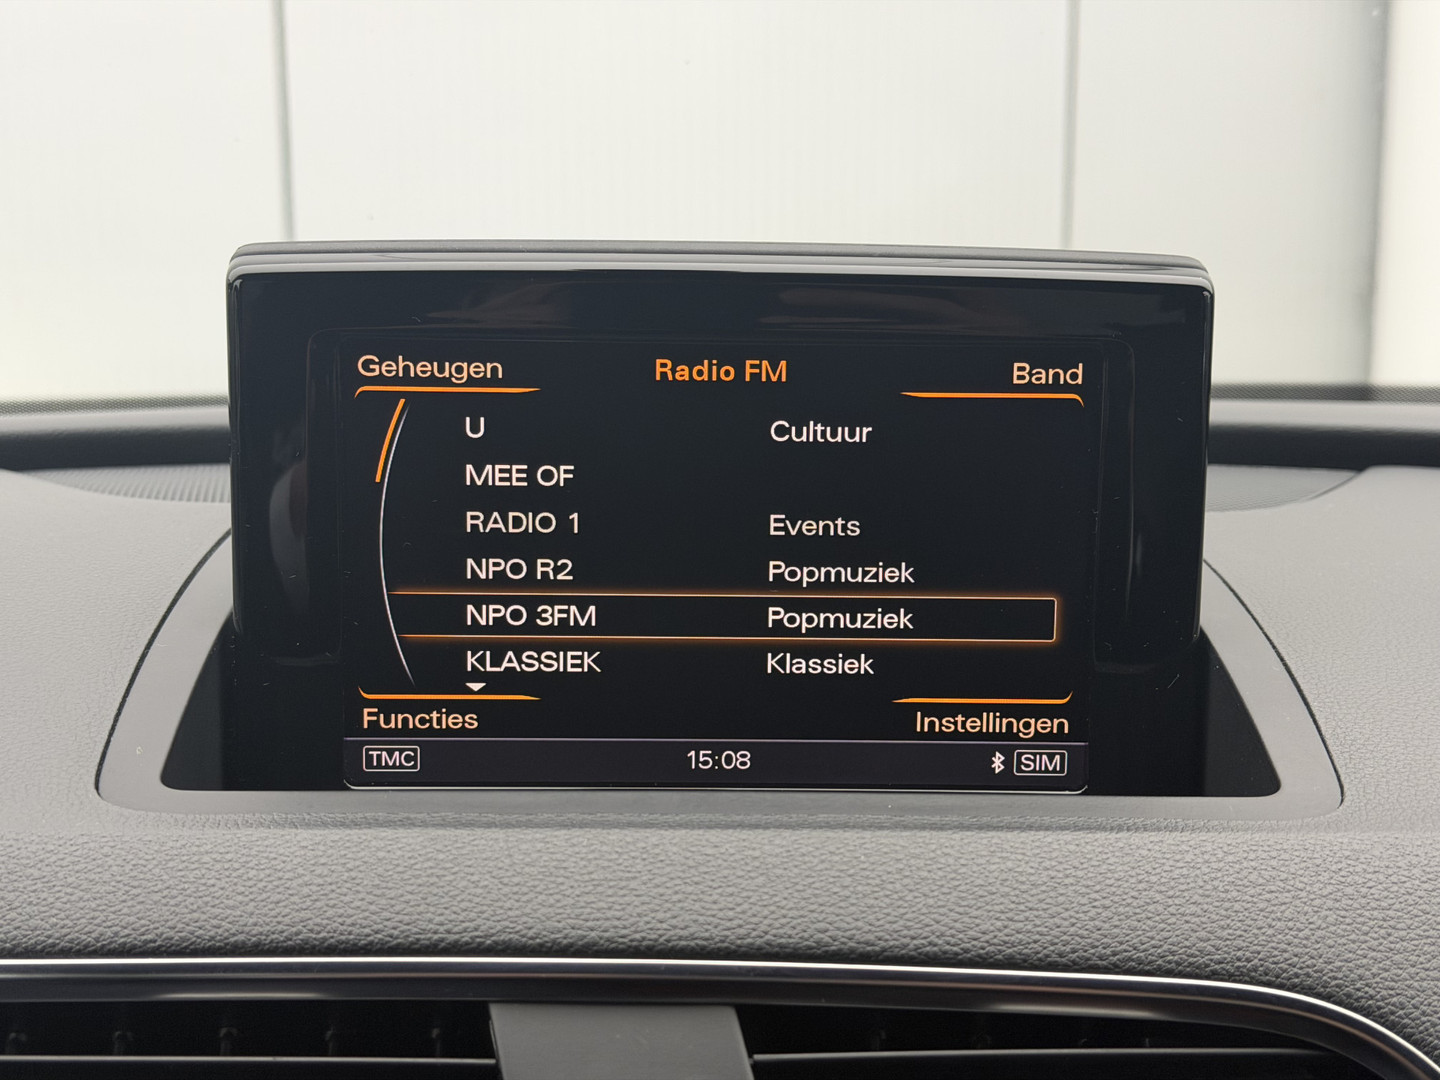 Geheugen Radio FM Band
U Cultuur
MEE OF
RADIO 1 Events
NPO R2 Popmuziek
NPO 3FM Popmuziek
KLASSIEK Klassiek
Functies Instellingen
TMC 15:08 SIM